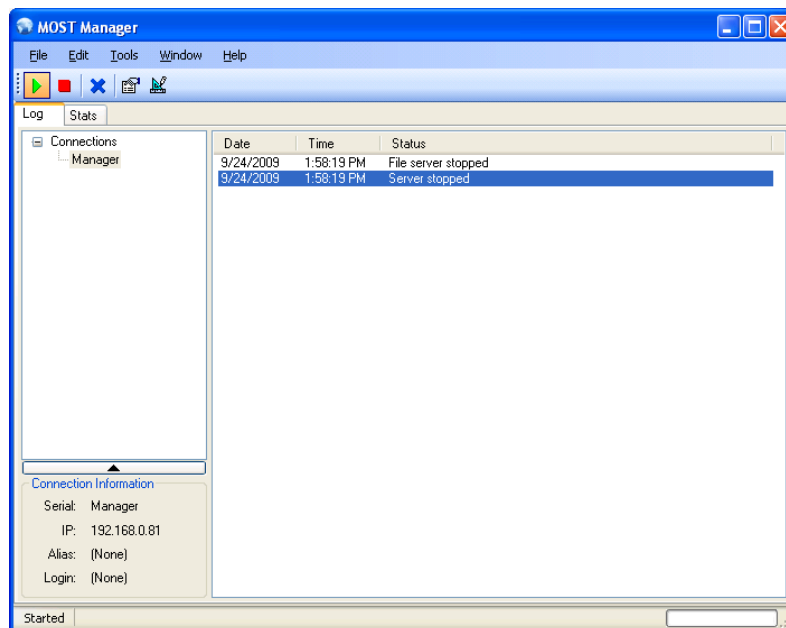 MOST Manager
File Edit Tools Window Help
Log Stats
Connections
Manager
Date Time Status
9/24/2009 1:58:19 PM File server stopped
9/24/2009 1:58:19 PM Server stopped
Connection Information
Serial: Manager
IP: 192.168.0.81
Alias: (None)
Login: (None)
Started